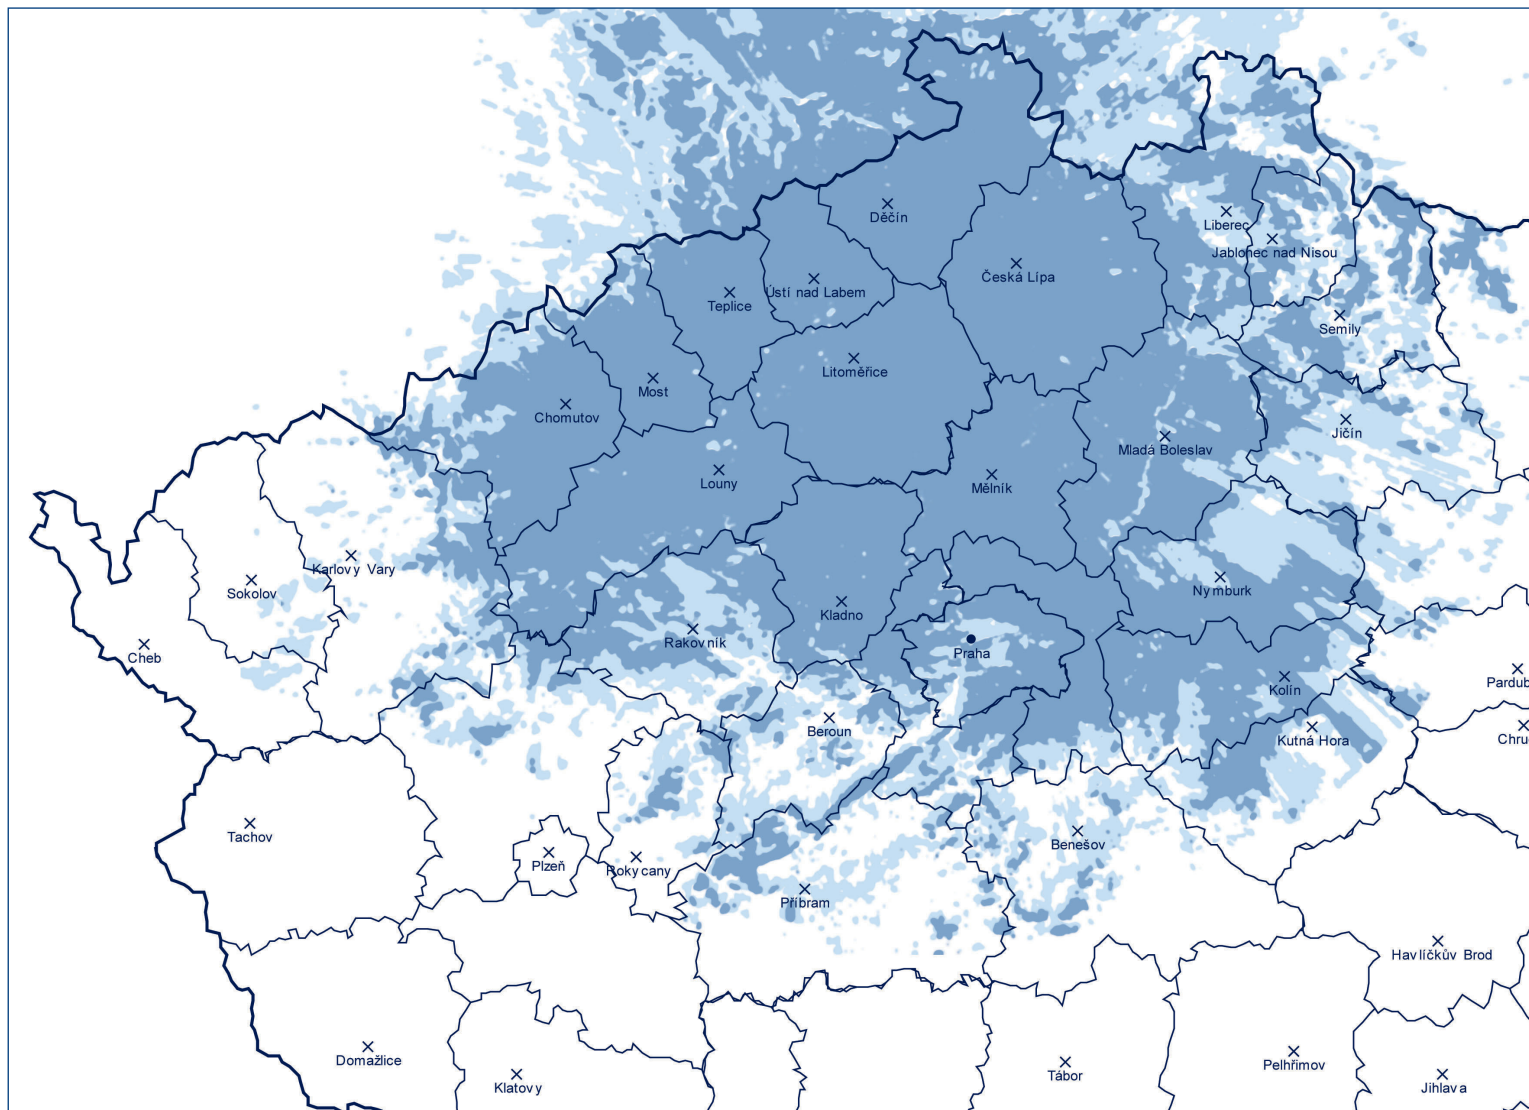 Děčín
Liberec
Jablonec nad Nisou
Česká Lípa
Ústí nad Labem
Teplice
Semily
Litoměřice
Most
Chomutov
Jičín
Mladá Boleslav
Louny
Mělník
Karlovy Vary
Sokolov
Nymburk
Kladno
Rakovník
Praha
Cheb
Kolín
Pardub
Beroun
Kutná Hora
Chru
Tachov
Benešov
Plzeň
Rokycany
Příbram
Havlíčkův Brod
Domažlice
Pelhřimov
Tábor
Klatovy
Jihlava